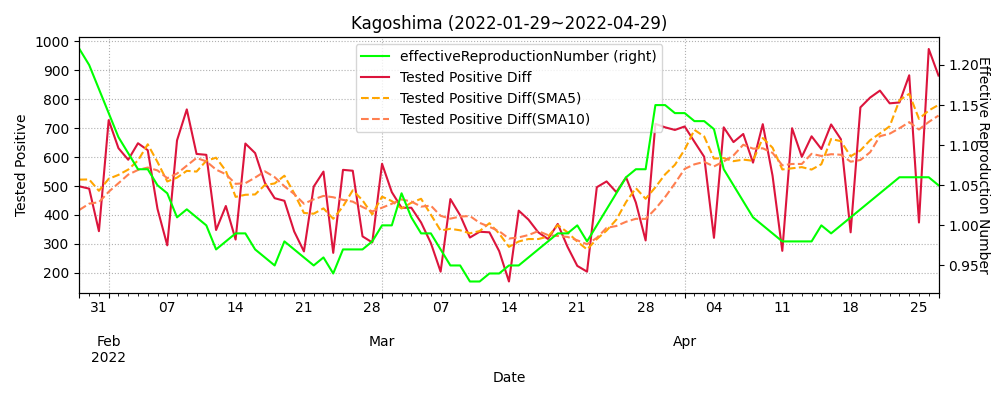 Kagoshima (2022-01-29~2022-04-29)
effectiveReproductionNumber (right)
Tested Positive Diff
Tested Positive Diff(SMA5)
Tested Positive Diff(SMA10)
Tested Positive
1000
900
800
700
600
500
400
300
200
1.20
1.15
1.10
1.05
1.00
0.95
Effective Reproduction Number
31 07 14 21 28 07 14 21 28 04 11 18 25
Feb Mar Apr
2022
Date